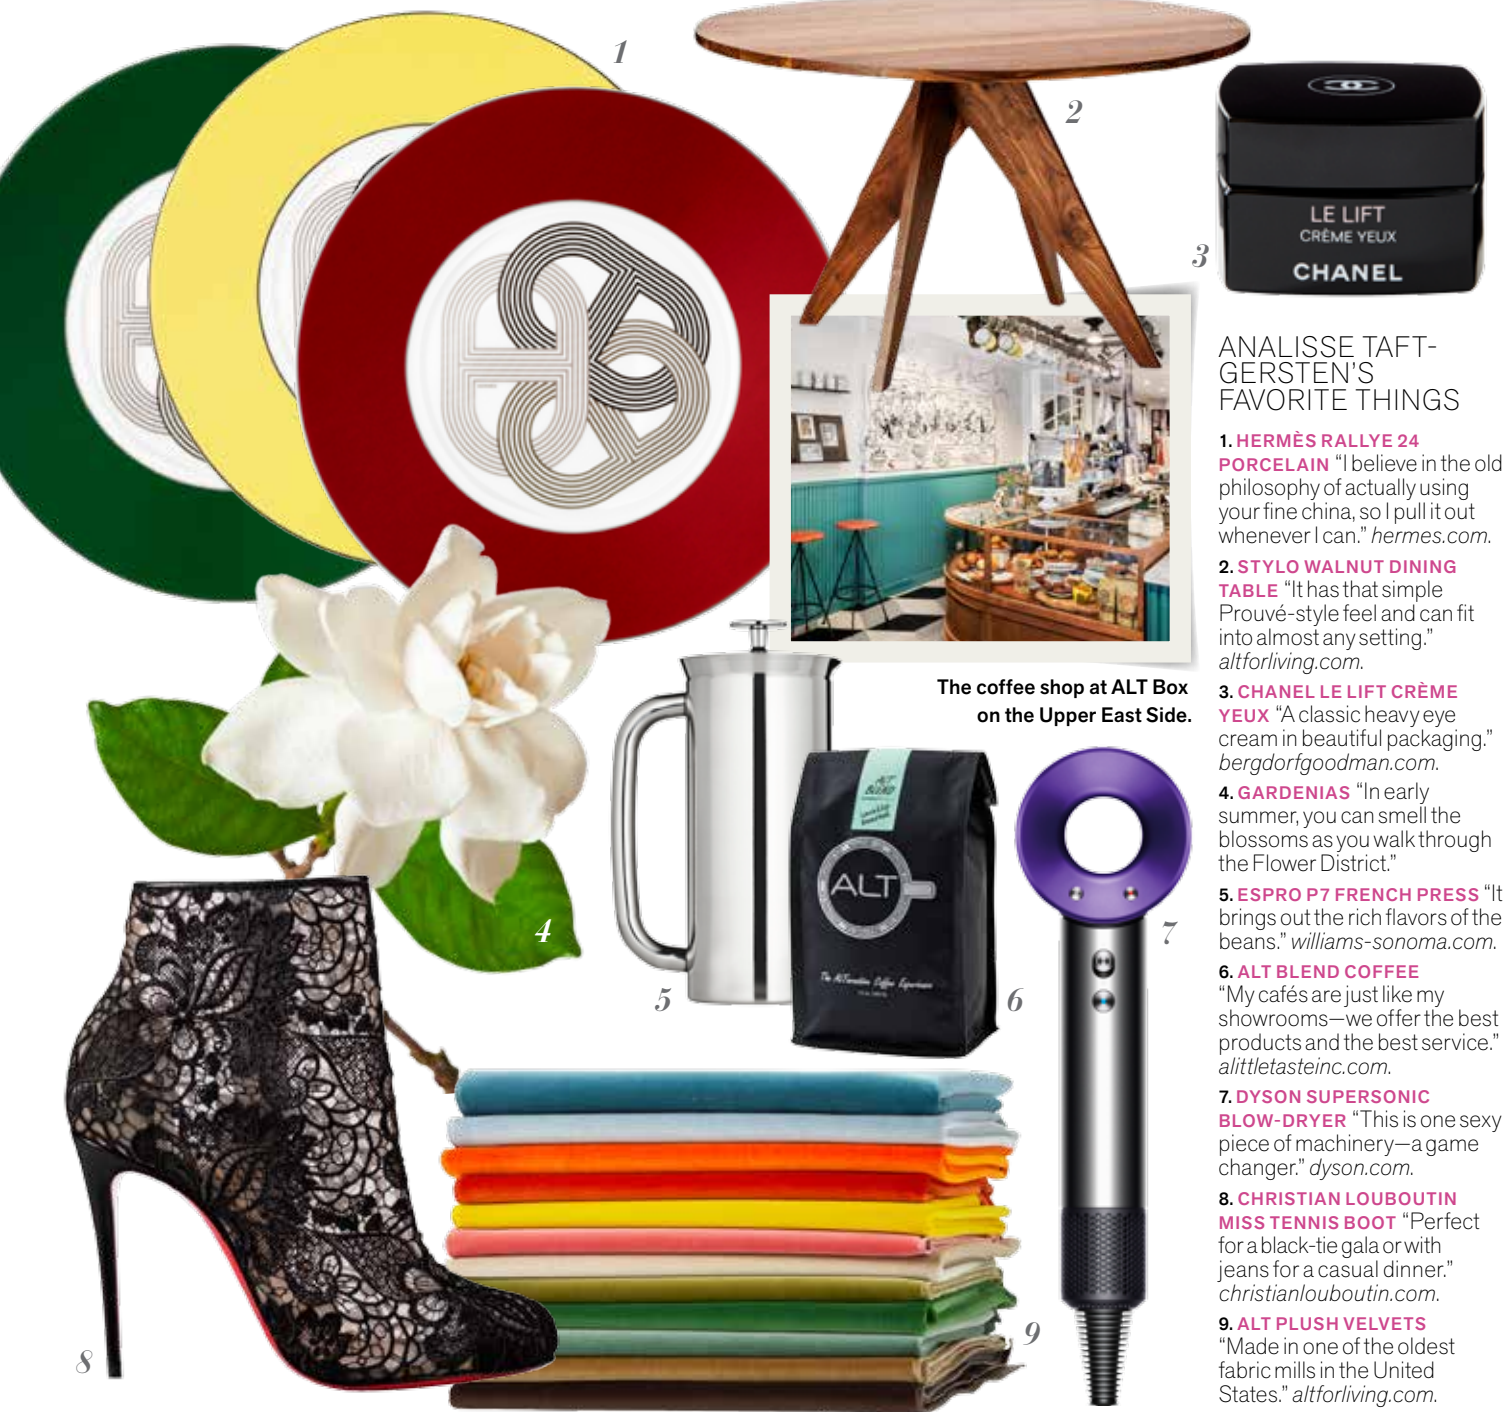 1
2
3
LE LIFT
CRÈME YEUX
CHANEL
ANALISSE TAFT-
GERSTEN'S
FAVORITE THINGS
1. HERMÈS RALLYE 24
PORCELAIN “I believe in the old
philosophy of actually using
your fine china, so I pull it out
whenever I can.” hermes.com.
2. STYLO WALNUT DINING
TABLE “It has that simple
Prouvé-style feel and can fit
into almost any setting.”
altforliving.com.
3. CHANEL LE LIFT CRÈME
YEUX “A classic heavy eye
cream in beautiful packaging.”
bergdorfgoodman.com.
4. GARDENIAS “In early
summer, you can smell the
blossoms as you walk through
the Flower District.”
5. ESPRO P7 FRENCH PRESS “It
brings out the rich flavors of the
beans.” williams-sonoma.com.
6. ALT BLEND COFFEE
“My cafés are just like my
showrooms—we offer the best
products and the best service.”
alittletasteinc.com.
7. DYSON SUPERSONIC
BLOW-DRYER “This is one sexy
piece of machinery—a game
changer.” dyson.com.
8. CHRISTIAN LOUBOUTIN
MISS TENNIS BOOT “Perfect
for a black-tie gala or with
jeans for a casual dinner.”
christianlouboutin.com.
9. ALT PLUSH VELVETS
“Made in one of the oldest
fabric mills in the United
States.” altforliving.com.
The coffee shop at ALT Box
on the Upper East Side.
ALT
BLEND
ALT
The ALTernative Coffee Experience
4
5
6
7
8
9